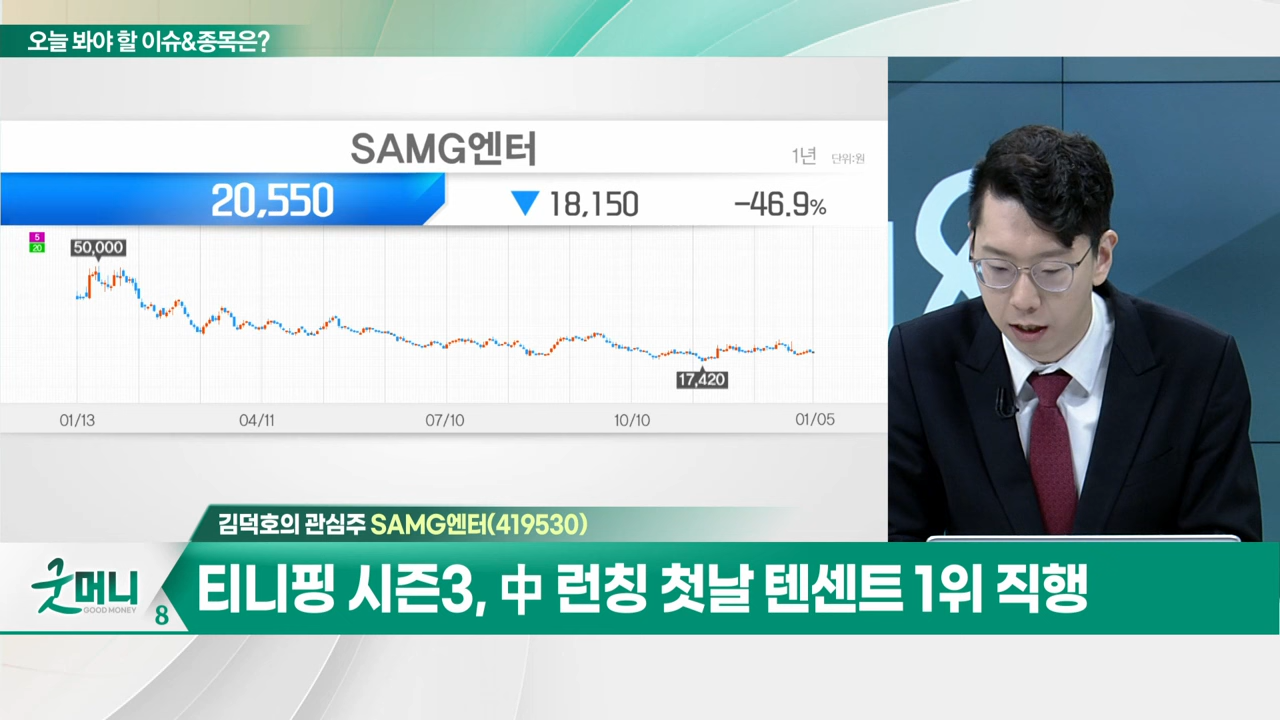 오늘 봐야 할 이슈&종목은?
SAMG엔터
1년 단위:원
20,550 ▼ 18,150 -46.9%
5
20
50,000
17,420
01/13 04/11 07/10 10/10 01/05
김덕호의 관심주 SAMG엔터(419530)
굿머니
GOOD MONEY
8
티니핑 시즌3, 中 런칭 첫날 텐센트 1위 직행